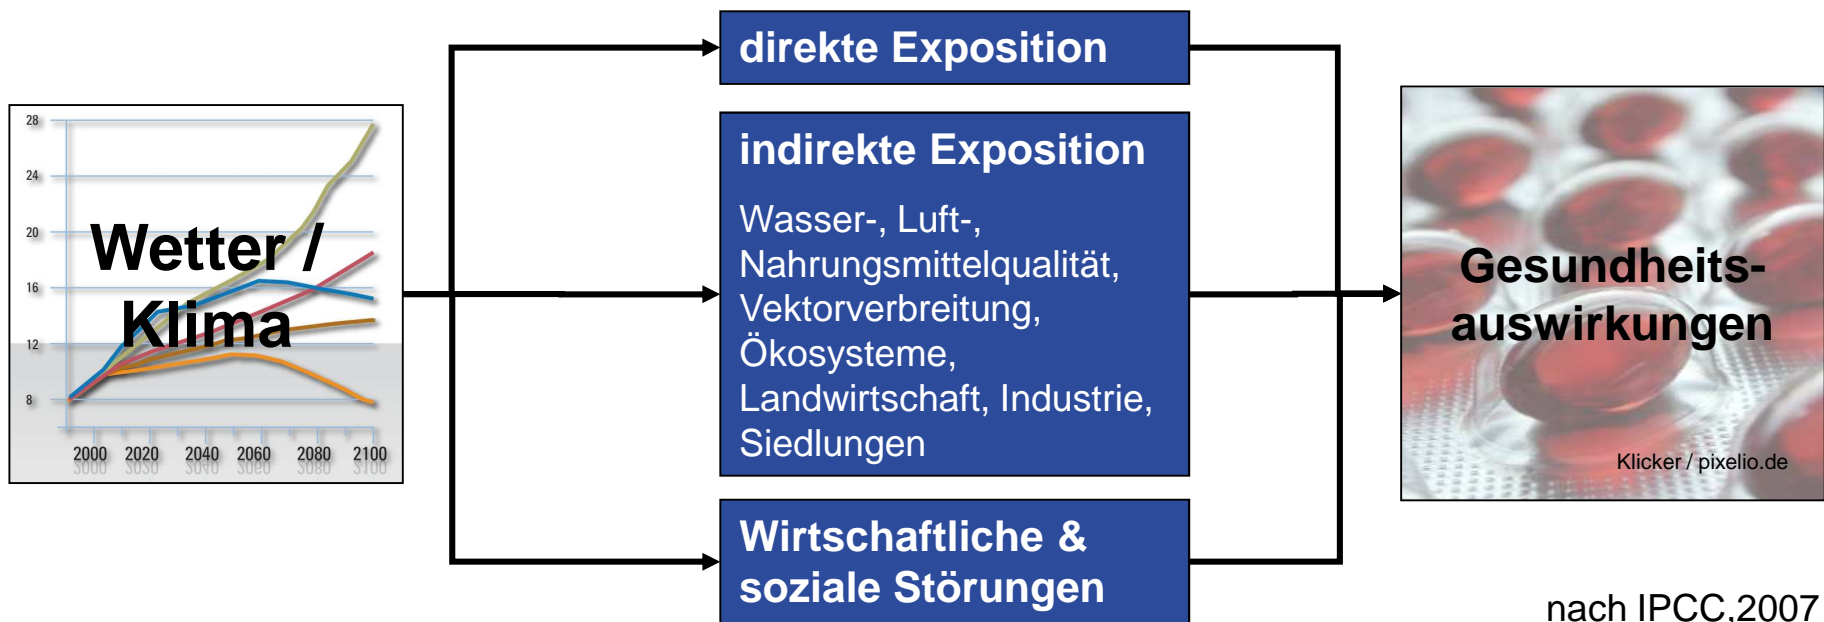 direkte Exposition
28
24
20
16
12
8
2000 2020 2040 2060 2080 2100
Wetter /
Klima
indirekte Exposition
Wasser-, Luft-,
Nahrungsmittelqualität,
Vektorverbreitung,
Ökosysteme,
Landwirtschaft, Industrie,
Siedlungen
Gesundheits-
auswirkungen
Klicker / pixelio.de
Wirtschaftliche &
soziale Störungen
nach IPCC,2007